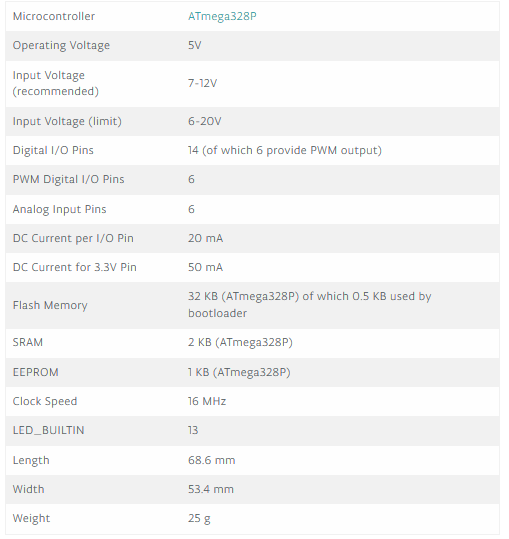 Microcontroller ATmega328P
Operating Voltage 5V
Input Voltage
(recommended) 7-12V
Input Voltage (limit) 6-20V
Digital I/O Pins 14 (of which 6 provide PWM output)
PWM Digital I/O Pins 6
Analog Input Pins 6
DC Current per I/O Pin 20 mA
DC Current for 3.3V Pin 50 mA
Flash Memory 32 KB (ATmega328P) of which 0.5 KB used by
bootloader
SRAM 2 KB (ATmega328P)
EEPROM 1 KB (ATmega328P)
Clock Speed 16 MHz
LED_BUILTIN 13
Length 68.6 mm
Width 53.4 mm
Weight 25 g